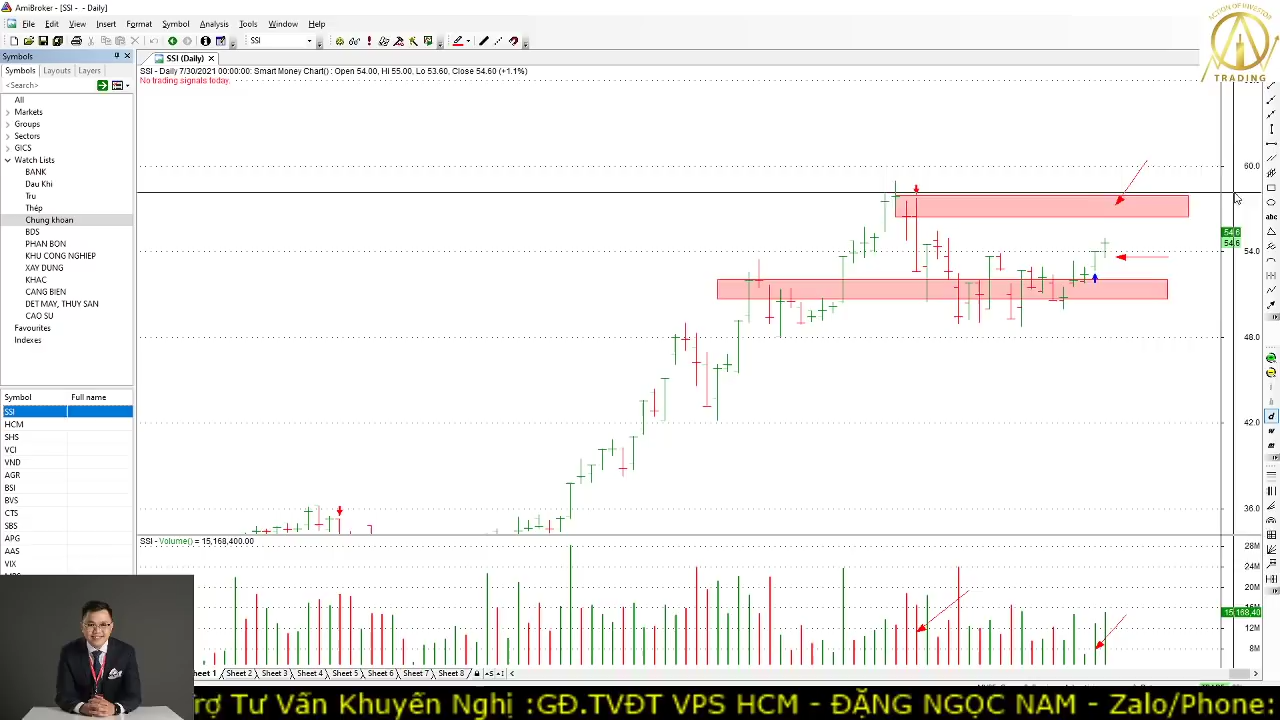 AmiBroker - [SSI - - Daily]
File Edit View Insert Format Symbol Analysis Tools Window Help
SSI
Symbols
SSI (Daily)
Symbols Layouts Layers
<Search>
SSI - Daily 7/30/2021 00:00:00: Smart Money Chart() : Open 54.00, Hi 55.00, Lo 53.60, Close 54.60 (+1.1%)
No trading signals today.
ACTION OF INVESTOR
TRADING
All
Markets
Groups
Sectors
GICS
Watch Lists
BANK
Dau Khi
Tru
Thép
Chung khoan
BDS
PHAN BON
KHU CONG NGHIEP
XAY DUNG
KHAC
CANG BIEN
DET MAY, THUY SAN
CAO SU
Favourites
Indexes
60.0
54.6
54.6
54.0
48.0
42.0
36.0
abc
d
w
m
Symbol Full name
SSI
HCM
SHS
VCI
VND
AGR
BSI
BVS
CTS
SBS
APG
AAS
VIX
SSI - Volume() = 15,168,400.00
28M
24M
20M
16M
15,168,40
12M
8M
heet 1 Sheet 2 Sheet 3 Sheet 4 Sheet 5 Sheet 6 Sheet 7 Sheet 8
rợ Tư Vấn Khuyến Nghị :GĐ.TVĐT VPS HCM - ĐẶNG NGỌC NAM - Zalo/Phone: